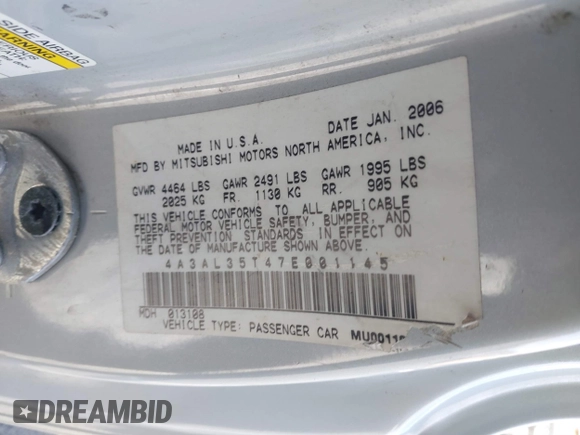 SIDE AIRBAG
WARNING
MADE IN U.S.A. DATE JAN. 2006
MFD BY MITSUBISHI MOTORS NORTH AMERICA, INC.
GVWR 4464 LBS GAWR 2491 LBS GAWR 1995 LBS
2025 KG FR. 1130 KG RR. 905 KG
THIS VEHICLE CONFORMS TO ALL APPLICABLE
FEDERAL MOTOR VEHICLE SAFETY, BUMPER, AND
THEFT PREVENTION STANDARDS IN EFFECT ON
THE DATE OF MANUFACTURE SHOWN ABOVE.
4A3AL35T47E001145
MDH 013108
VEHICLE TYPE: PASSENGER CAR MU00110
DREAMBID